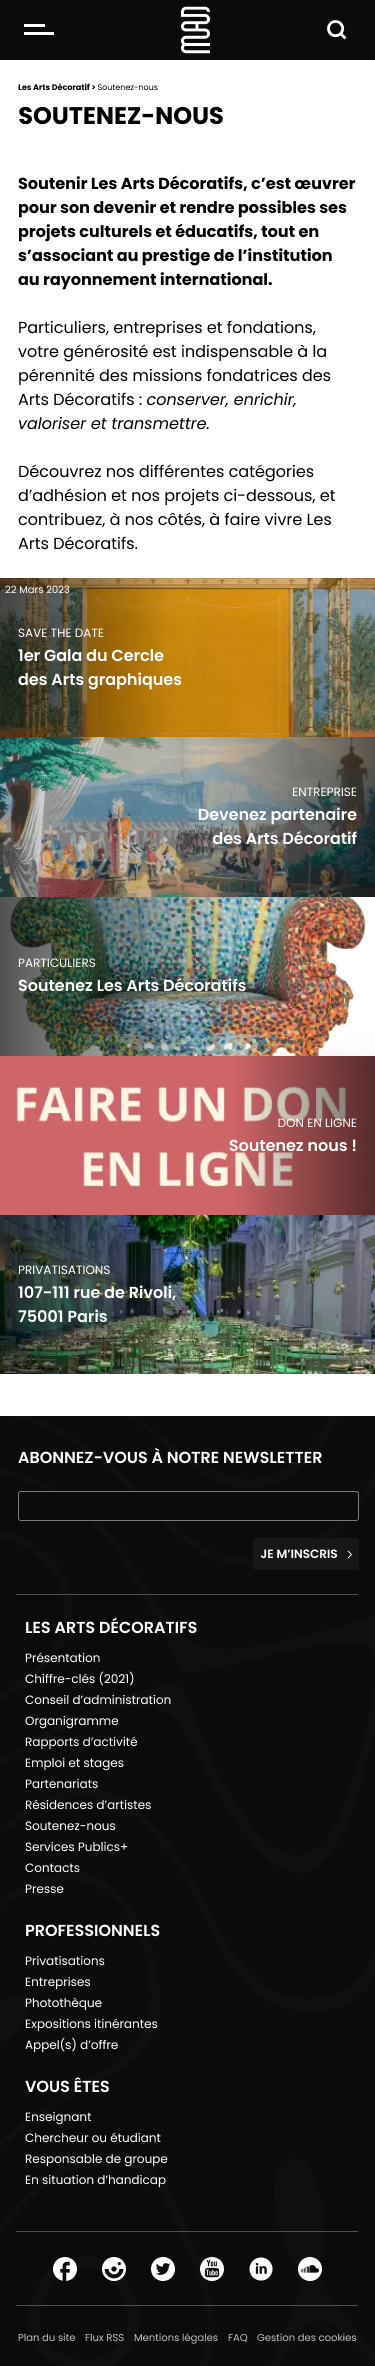 MAD
Les Arts Décoratif > Soutenez-nous
SOUTENEZ-NOUS
Soutenir Les Arts Décoratifs, c’est œuvrer
pour son devenir et rendre possibles ses
projets culturels et éducatifs, tout en
s’associant au prestige de l’institution
au rayonnement international.
Particuliers, entreprises et fondations,
votre générosité est indispensable à la
pérennité des missions fondatrices des
Arts Décoratifs : conserver, enrichir,
valoriser et transmettre.
Découvrez nos différentes catégories
d’adhésion et nos projets ci-dessous, et
contribuez, à nos côtés, à faire vivre Les
Arts Décoratifs.
22 Mars 2023
SAVE THE DATE
1er Gala du Cercle
des Arts graphiques
ENTREPRISE
Devenez partenaire
des Arts Décoratif
PARTICULIERS
Soutenez Les Arts Décoratifs
FAIRE UN DON
EN LIGNE
DON EN LIGNE
Soutenez nous !
PRIVATISATIONS
107-111 rue de Rivoli,
75001 Paris
ABONNEZ-VOUS À NOTRE NEWSLETTER
JE M’INSCRIS
LES ARTS DÉCORATIFS
Présentation
Chiffre-clés (2021)
Conseil d’administration
Organigramme
Rapports d’activité
Emploi et stages
Partenariats
Résidences d’artistes
Soutenez-nous
Services Publics+
Contacts
Presse
PROFESSIONNELS
Privatisations
Entreprises
Photothèque
Expositions itinérantes
Appel(s) d’offre
VOUS ÊTES
Enseignant
Chercheur ou étudiant
Responsable de groupe
En situation d’handicap
You Tube
in
Plan du site Flux RSS Mentions légales FAQ Gestion des cookies